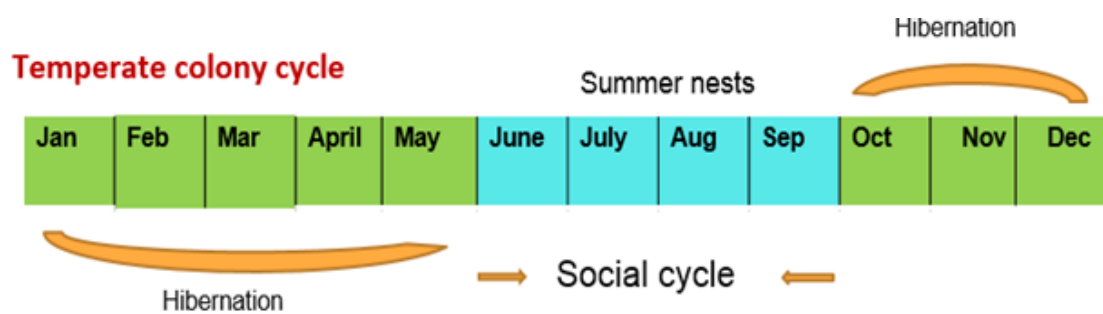 Hibernation
Temperate colony cycle
Summer nests
Jan Feb Mar April May June July Aug Sep Oct Nov Dec
Social cycle
Hibernation